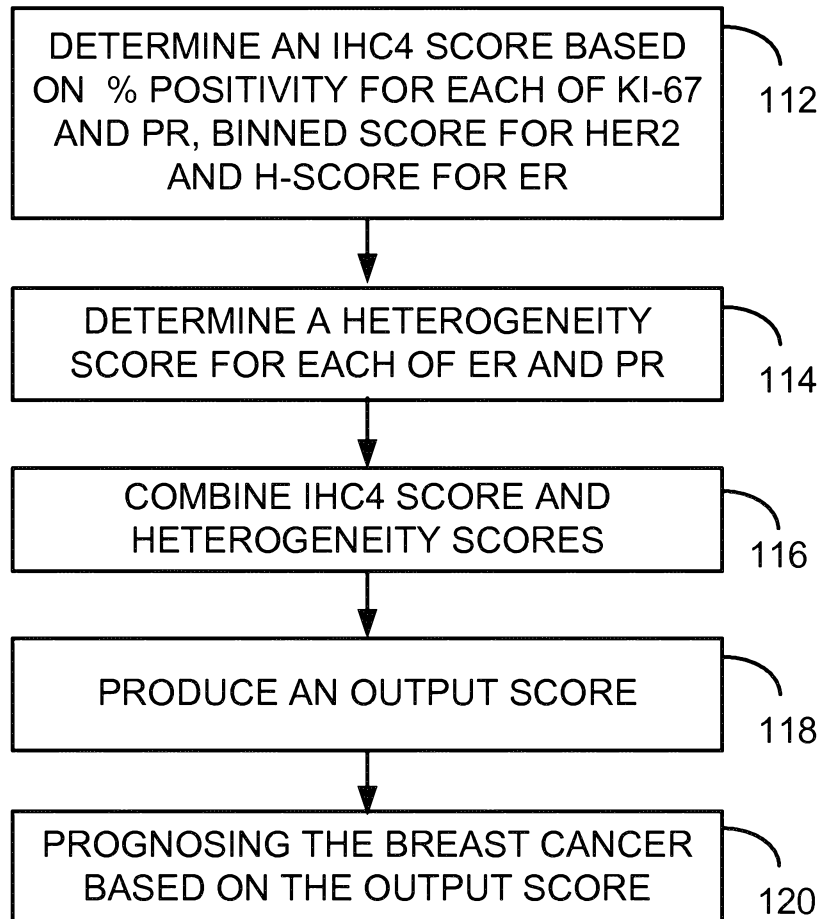 DETERMINE AN IHC4 SCORE BASED
ON % POSITIVITY FOR EACH OF KI-67
AND PR, BINNED SCORE FOR HER2
AND H-SCORE FOR ER
112
DETERMINE A HETEROGENEITY
SCORE FOR EACH OF ER AND PR
114
COMBINE IHC4 SCORE AND
HETEROGENEITY SCORES
116
PRODUCE AN OUTPUT SCORE
118
PROGNOSING THE BREAST CANCER
BASED ON THE OUTPUT SCORE
120